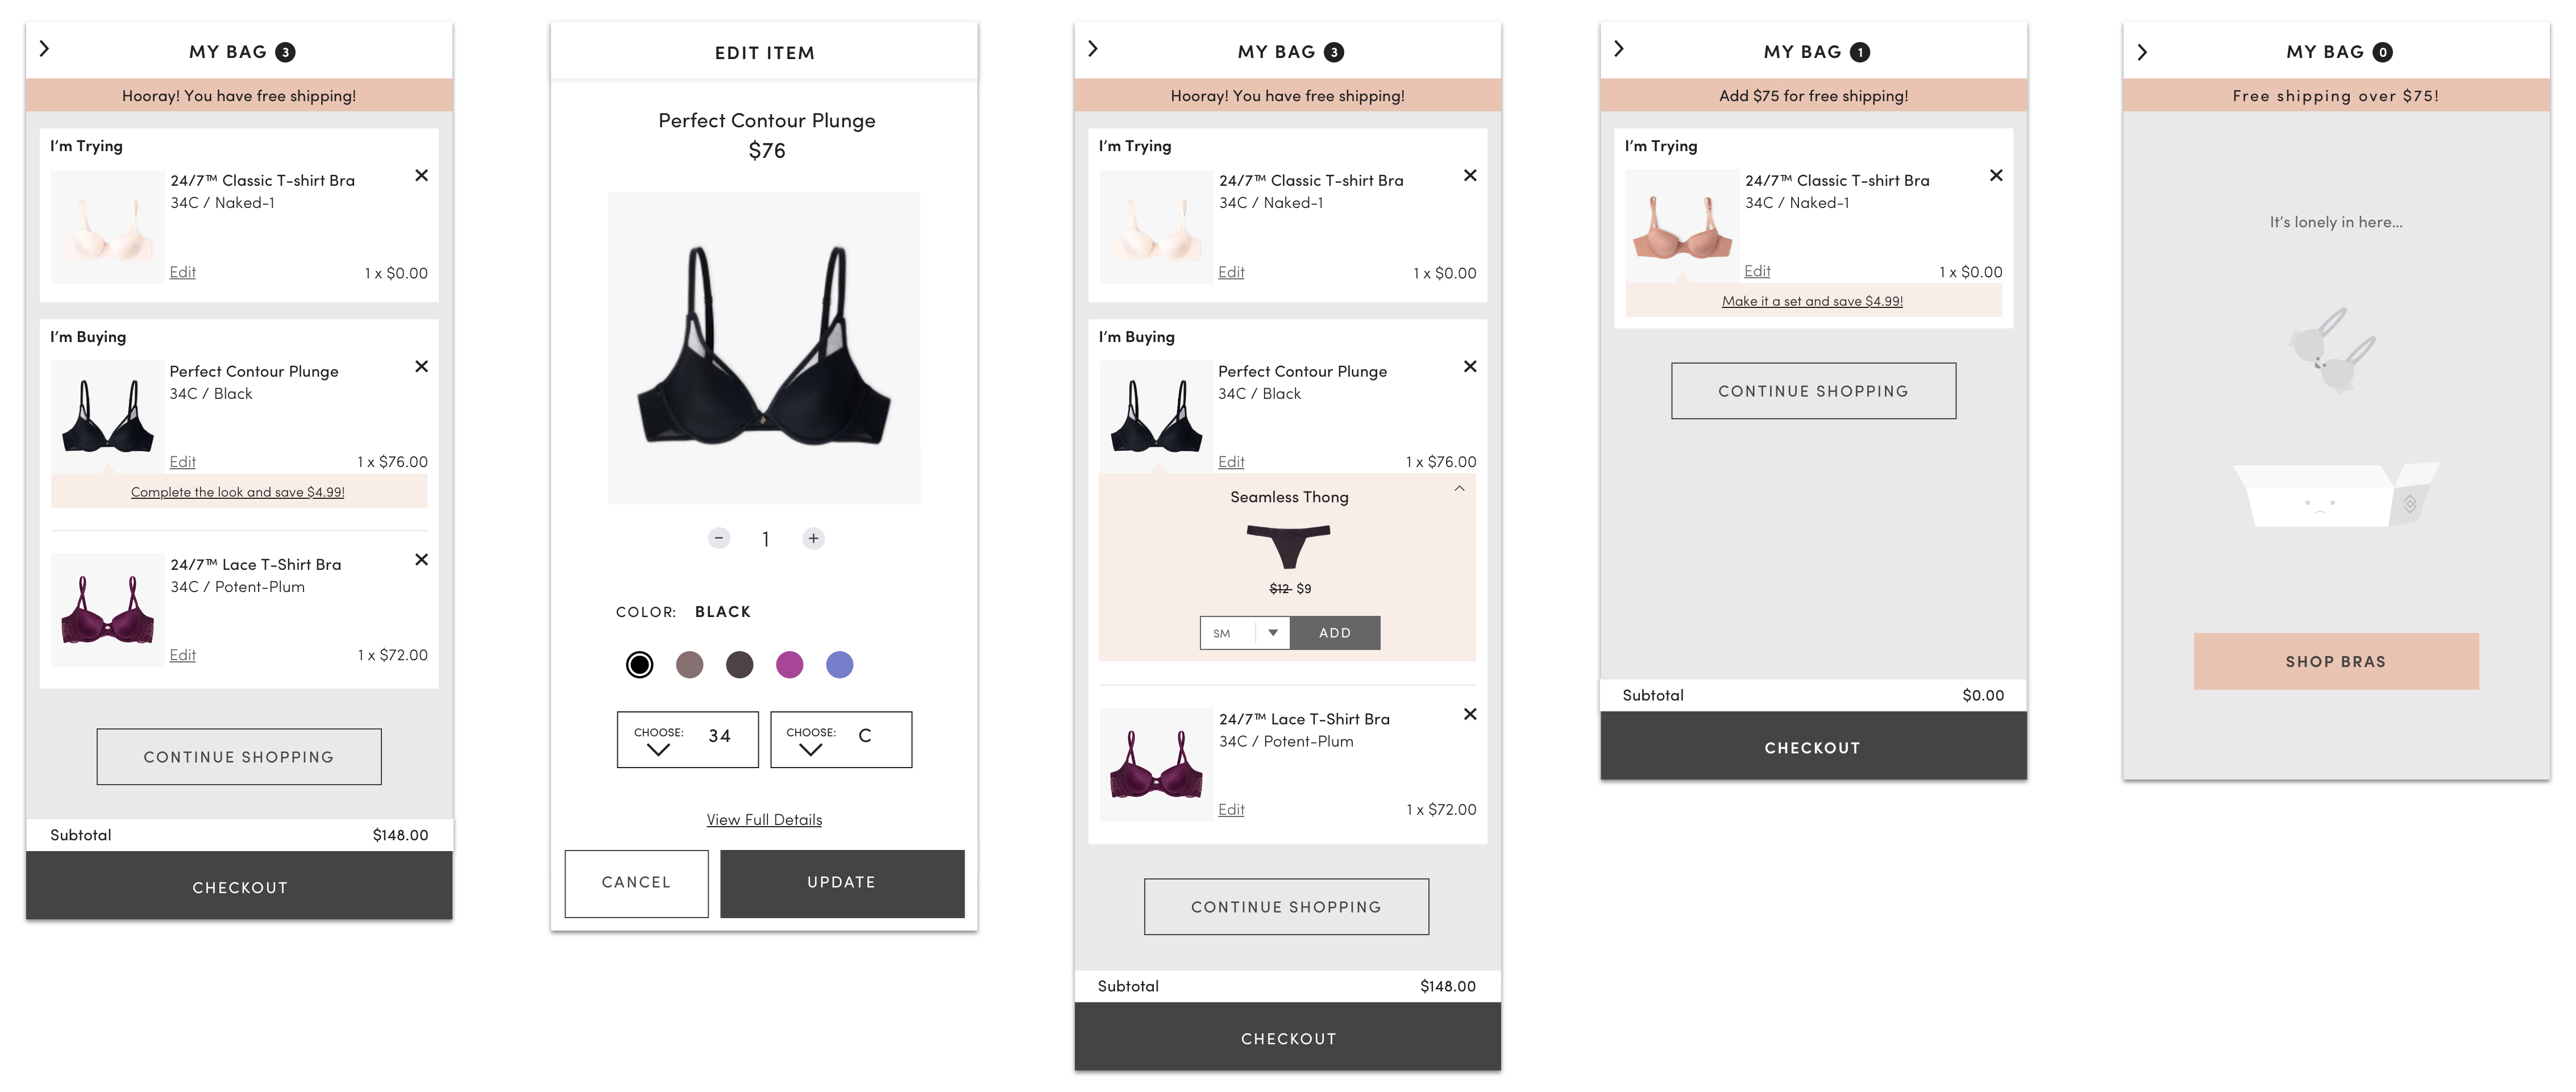 MY BAG 3
Hooray! You have free shipping!
I'm Trying
24/7™ Classic T-shirt Bra
34C / Naked-1
Edit
1 x $0.00
I'm Buying
Perfect Contour Plunge
34C / Black
Edit
1 x $76.00
Complete the look and save $4.99!
24/7™ Lace T-Shirt Bra
34C / Potent-Plum
Edit
1 x $72.00
CONTINUE SHOPPING
Subtotal
$148.00
CHECKOUT
EDIT ITEM
Perfect Contour Plunge
$76
1
COLOR: BLACK
CHOOSE: 34
CHOOSE: C
View Full Details
CANCEL
UPDATE
MY BAG 3
Hooray! You have free shipping!
I'm Trying
24/7™ Classic T-shirt Bra
34C / Naked-1
Edit
1 x $0.00
I'm Buying
Perfect Contour Plunge
34C / Black
Edit
1 x $76.00
Seamless Thong
$12 $9
SM
ADD
24/7™ Lace T-Shirt Bra
34C / Potent-Plum
Edit
1 x $72.00
CONTINUE SHOPPING
Subtotal
$148.00
CHECKOUT
MY BAG 1
Add $75 for free shipping!
I'm Trying
24/7™ Classic T-shirt Bra
34C / Naked-1
Edit
1 x $0.00
Make it a set and save $4.99!
CONTINUE SHOPPING
Subtotal
$0.00
CHECKOUT
MY BAG 0
Free shipping over $75!
It's lonely in here...
SHOP BRAS